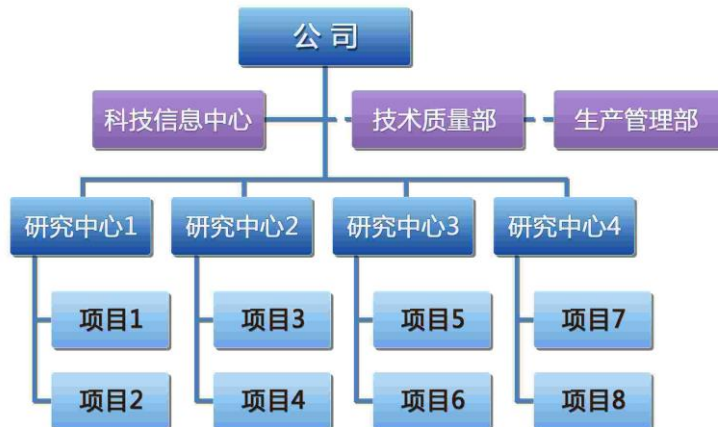 公司
科技信息中心
技术质量部
生产管理部
研究中心1
研究中心2
研究中心3
研究中心4
项目1
项目3
项目5
项目7
项目2
项目4
项目6
项目8